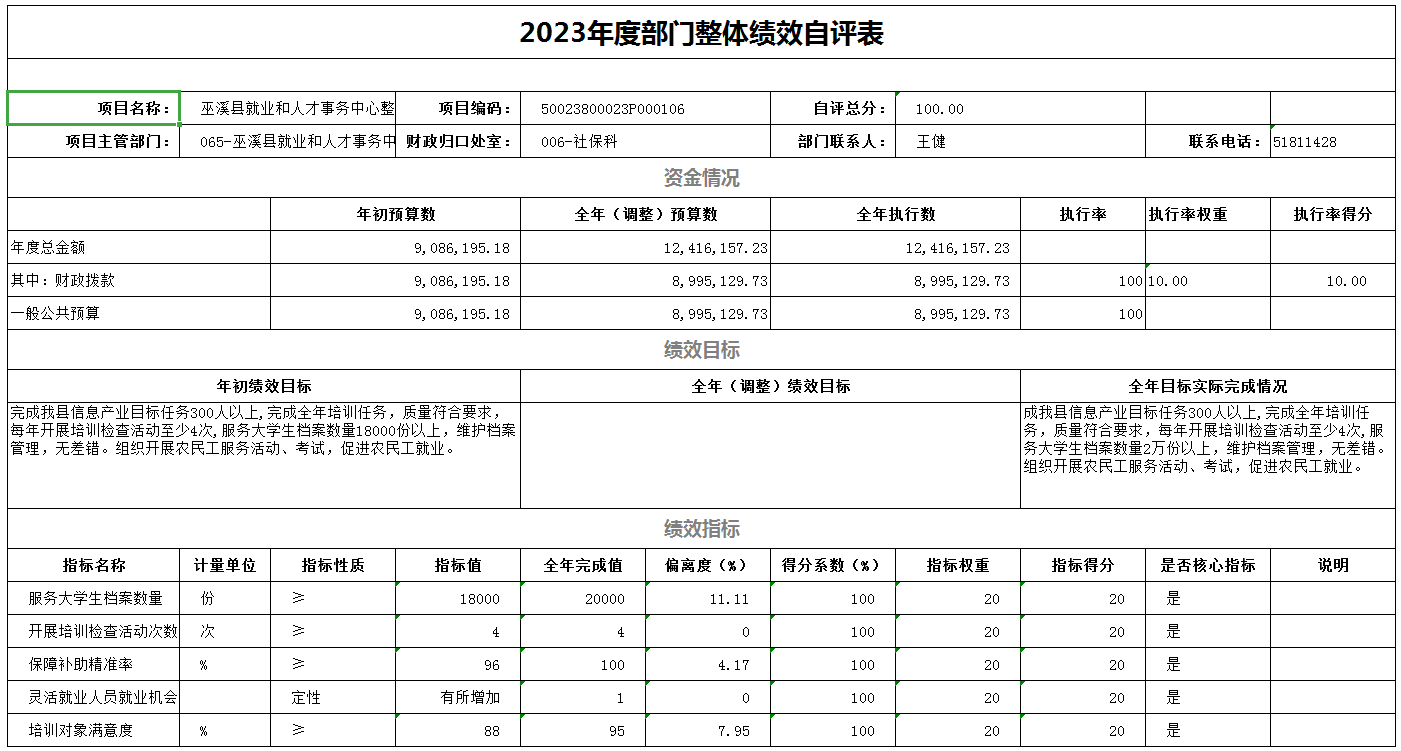 2023年度部门整体绩效自评表
项目名称： 巫溪县就业和人才事务中心整 项目编码： 50023800023P000106 自评总分： 100.00
项目主管部门： 065-巫溪县就业和人才事务中 财政归口处室： 006-社保科 部门联系人： 王健 联系电话： 51811428
资金情况
年初预算数 全年（调整）预算数 全年执行数 执行率 执行率权重 执行率得分
年度总金额 9,086,195.18 12,416,157.23 12,416,157.23
其中：财政拨款 9,086,195.18 8,995,129.73 8,995,129.73 100 10.00 10.00
一般公共预算 9,086,195.18 8,995,129.73 8,995,129.73 100
绩效目标
年初绩效目标 全年（调整）绩效目标 全年目标实际完成情况
完成我县信息产业目标任务300人以上,完成全年培训任务，质量符合要求，
每年开展培训检查活动至少4次,服务大学生档案数量18000份以上，维护档案
管理，无差错。组织开展农民工服务活动、考试，促进农民工就业。
成我县信息产业目标任务300人以上,完成全年培训任
务，质量符合要求，每年开展培训检查活动至少4次,服
务大学生档案数量2万份以上，维护档案管理，无差错。
组织开展农民工服务活动、考试，促进农民工就业。
绩效指标
指标名称 计量单位 指标性质 指标值 全年完成值 偏离度（%） 得分系数（%） 指标权重 指标得分 是否核心指标 说明
服务大学生档案数量 份 ≥ 18000 20000 11.11 100 20 20 是
开展培训检查活动次数 次 ≥ 4 4 0 100 20 20 是
保障补助精准率 % ≥ 96 100 4.17 100 20 20 是
灵活就业人员就业机会 定性 有所增加 1 0 100 20 20 是
培训对象满意度 % ≥ 88 95 7.95 100 20 20 是